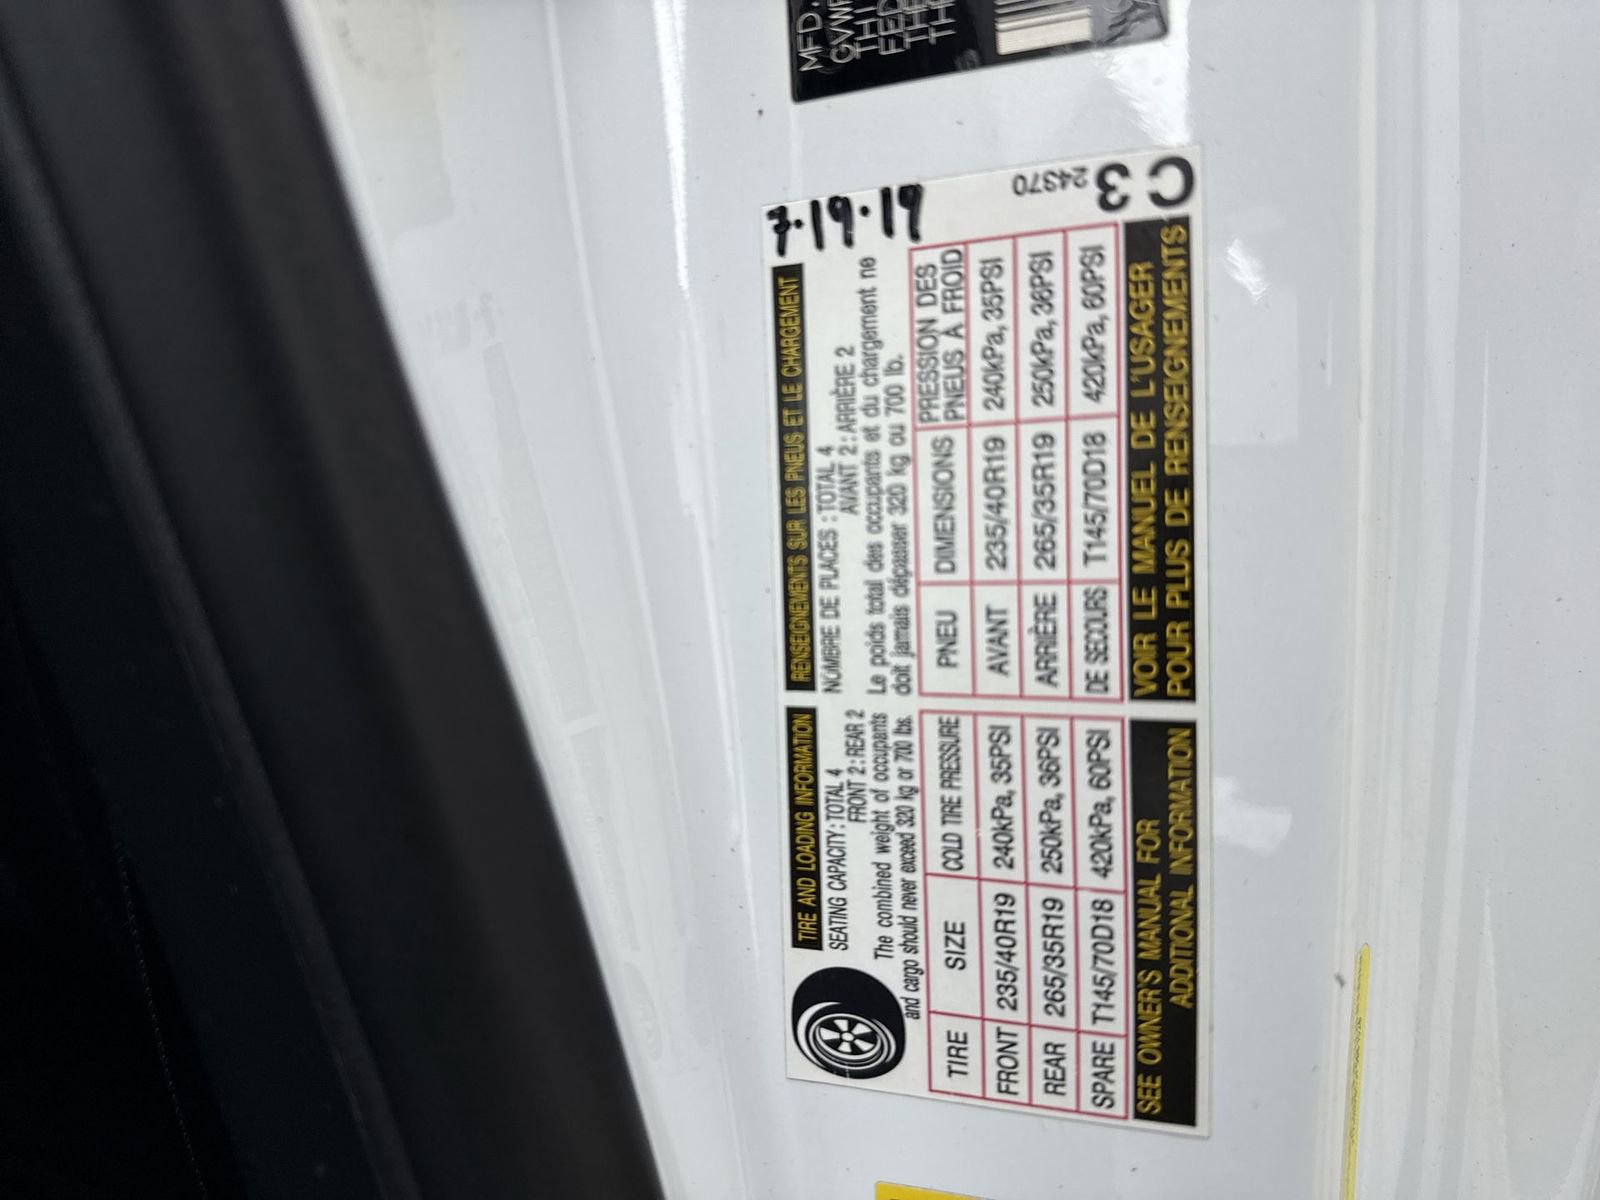 TIRE AND LOADING INFORMATION
SEATING CAPACITY: TOTAL 4
FRONT 2: REAR 2
The combined weight of occupants
and cargo should never exceed 320 kg or 700 lbs.
TIRE SIZE COLD TIRE PRESSURE
FRONT 235/40R19 240kPa, 35PSI
REAR 265/35R19 250kPa, 36PSI
SPARE T145/70D18 420kPa, 60PSI
SEE OWNER'S MANUAL FOR
ADDITIONAL INFORMATION
RENSEIGNEMENTS SUR LES PNEUS ET LE CHARGEMENT
NOMBRE DE PLACES : TOTAL 4
AVANT 2: ARRIÈRE 2
Le poids total des occupants et du chargement ne
doit jamais dépasser 320 kg ou 700 lb.
PNEU DIMENSIONS PRESSION DES
PNEUS À FROID
AVANT 235/40R19 240kPa, 35PSI
ARRIÈRE 265/35R19 250kPa, 36PSI
DE SECOURS T145/70D18 420kPa, 60PSI
VOIR LE MANUEL DE L'USAGER
POUR PLUS DE RENSEIGNEMENTS
7·19·19
24S70
C3
MFD.
GVWR